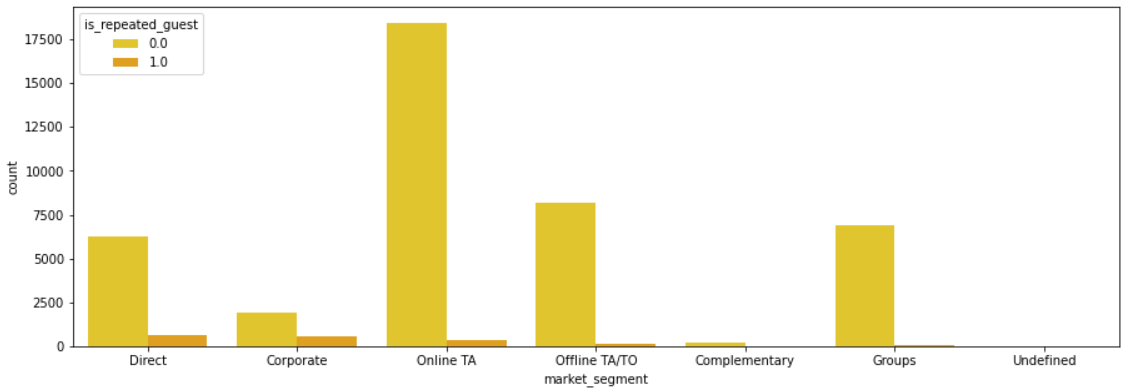 is_repeated_guest
0.0
1.0
17500
15000
12500
10000
7500
5000
2500
0
count
Direct Corporate Online TA Offline TA/TO Complementary Groups Undefined
market_segment